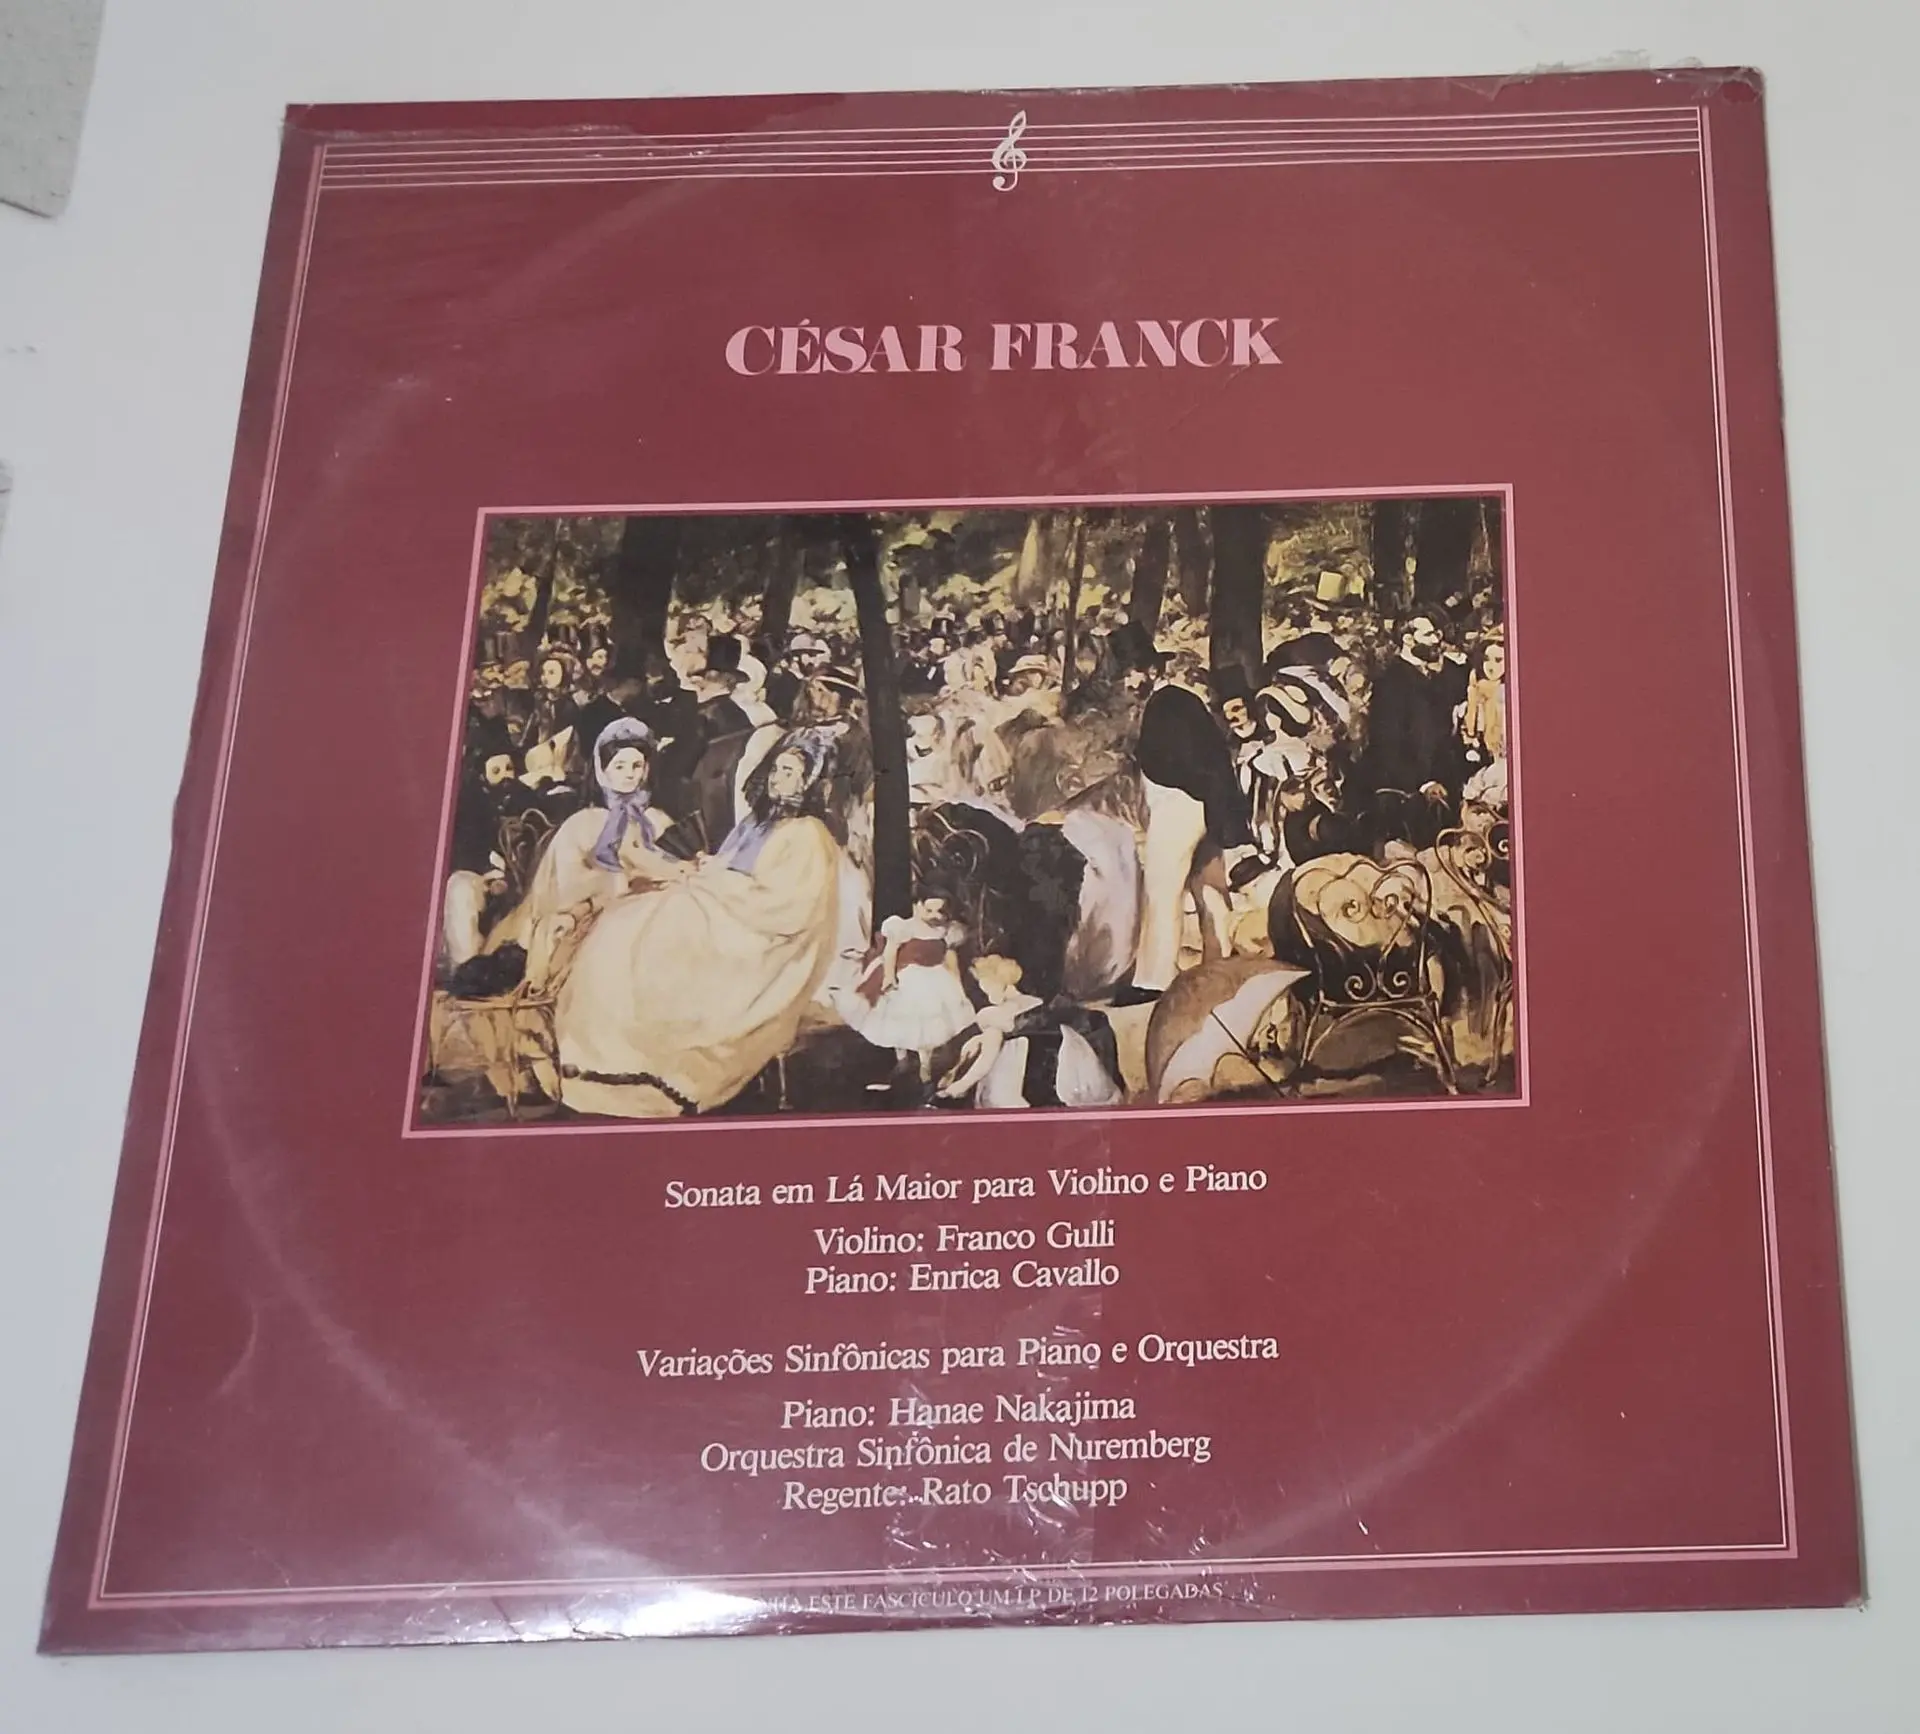 CÉSAR FRANCK
Sonata em Lá Maior para Violino e Piano
Violino: Franco Gulli
Piano: Enrica Cavallo
Variações Sinfônicas para Piano e Orquestra
Piano: Hanae Nakajima
Orquestra Sinfônica de Nuremberg
Regente: Rato Tschupp
ESTE FASCÍCULO UM LP DE 12 POLEGADAS